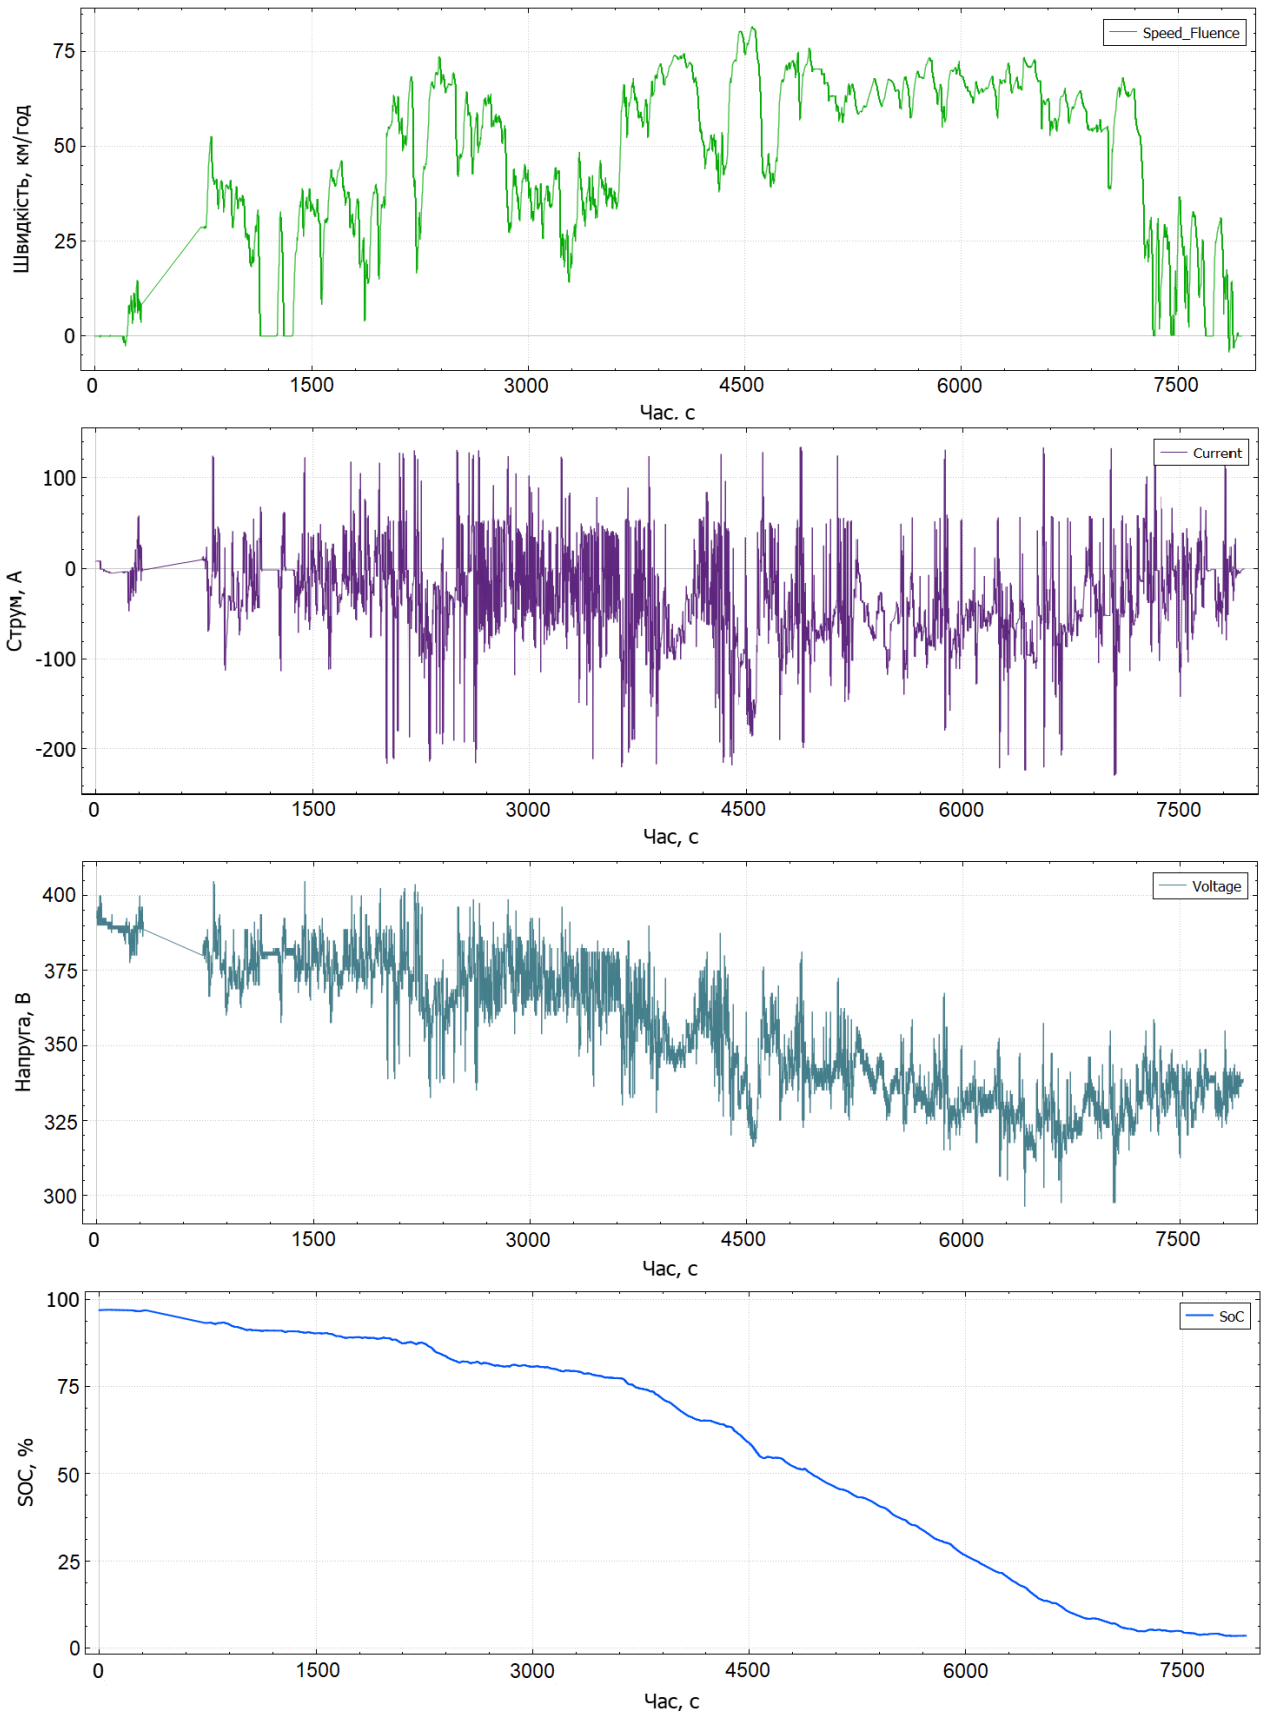 Speed_Fluence
Швидкість, км/год
75
50
25
0
0 1500 3000 4500 6000 7500
Час, с
Current
Струм, А
100
0
-100
-200
0 1500 3000 4500 6000 7500
Час, с
Voltage
Напруга, В
400
375
350
325
300
0 1500 3000 4500 6000 7500
Час, с
SoC
SOC, %
100
75
50
25
0
0 1500 3000 4500 6000 7500
Час, с